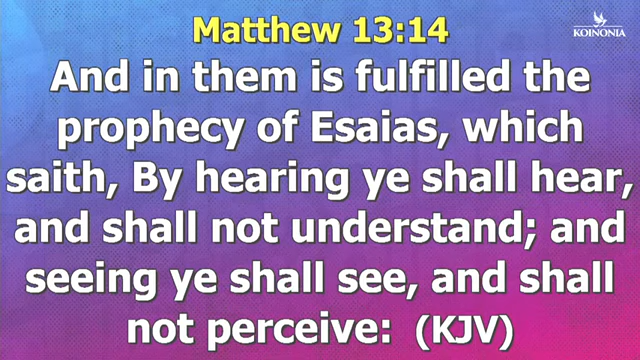 Matthew 13:14
KOINONIA
And in them is fulfilled the
prophecy of Esaias, which
saith, By hearing ye shall hear,
and shall not understand; and
seeing ye shall see, and shall
not perceive: (KJV)